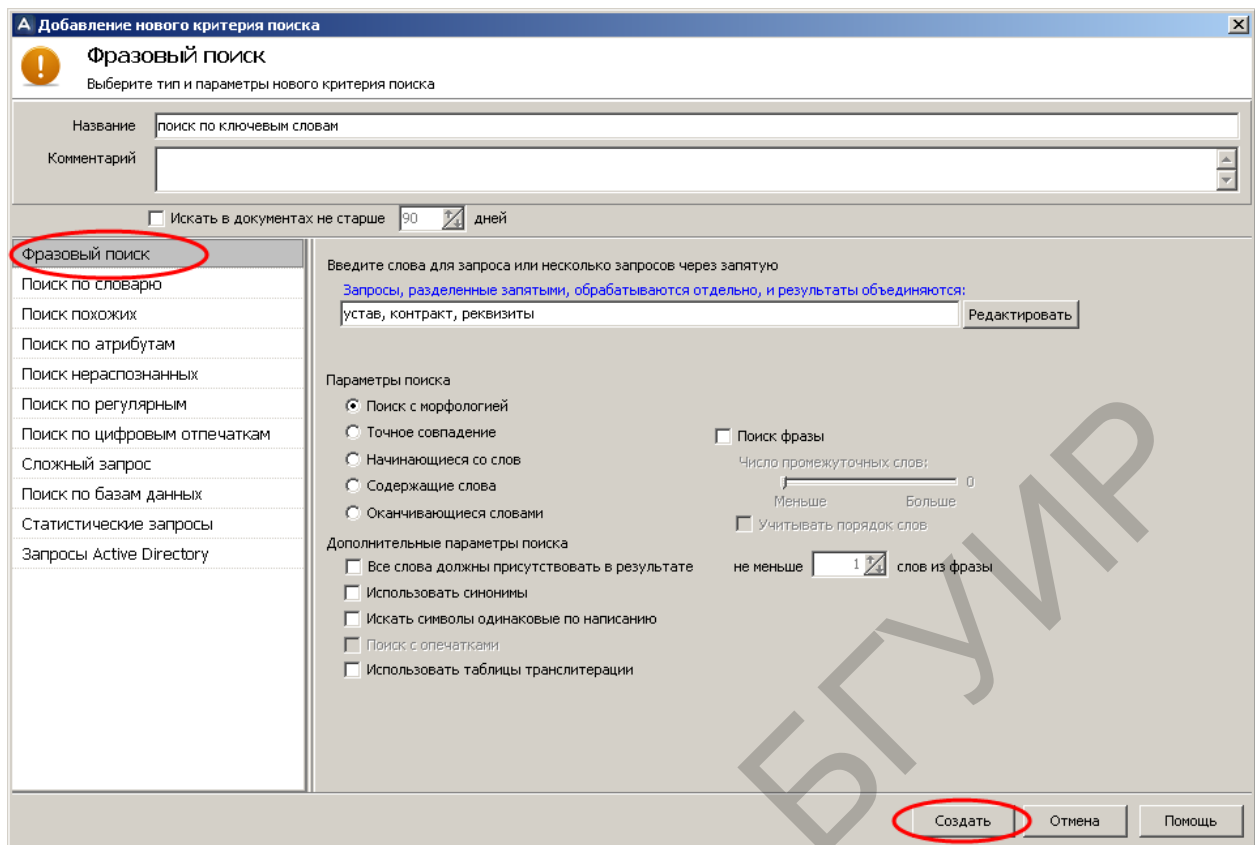 Добавление нового критерия поиска
Фразовый поиск
Выберите тип и параметры нового критерия поиска
Название поиск по ключевым словам
Комментарий
Искать в документах не старше 90 дней
Фразовый поиск
Поиск по словарю
Поиск похожих
Поиск по атрибутам
Поиск нераспознанных
Поиск по регулярным
Поиск по цифровым отпечаткам
Сложный запрос
Поиск по базам данных
Статистические запросы
Запросы Active Directory
Введите слова для запроса или несколько запросов через запятую
Запросы, разделенные запятыми, обрабатываются отдельно, и результаты объединяются:
устав, контракт, реквизиты Редактировать
Параметры поиска
Поиск с морфологией
Точное совпадение
Начинающиеся со слов
Содержащие слова
Оканчивающиеся словами
Поиск фразы
Число промежуточных слов:
0
Меньше Больше
Учитывать порядок слов
Дополнительные параметры поиска
Все слова должны присутствовать в результате не меньше 1 слов из фразы
Использовать синонимы
Искать символы одинаковые по написанию
Поиск с опечатками
Использовать таблицы транслитерации
БГУИР
Создать Отмена Помощь